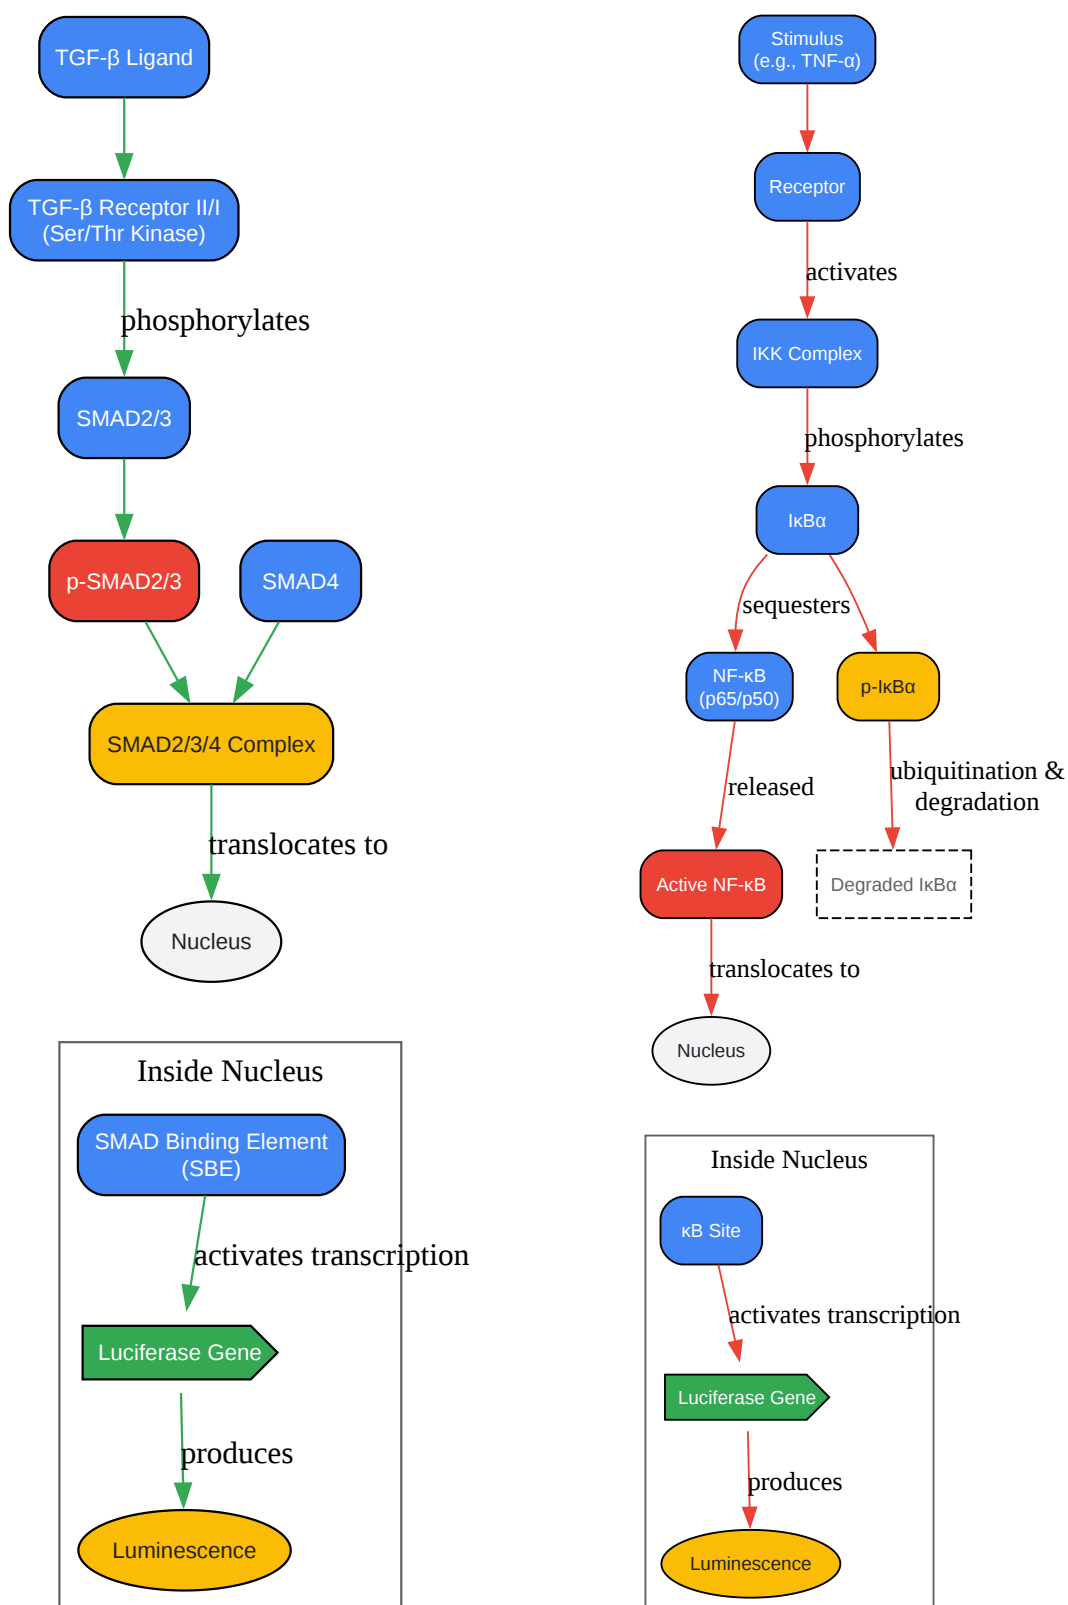 TGF-β Ligand
TGF-β Receptor II/I
(Ser/Thr Kinase)
phosphorylates
SMAD2/3
p-SMAD2/3
SMAD4
SMAD2/3/4 Complex
translocates to
Nucleus
Inside Nucleus
SMAD Binding Element
(SBE)
activates transcription
Luciferase Gene
produces
Luminescence
Stimulus
(e.g., TNF-α)
Receptor
activates
IKK Complex
phosphorylates
IκBα
sequesters
NF-κB
(p65/p50)
p-IκBα
released
ubiquitination &
degradation
Active NF-κB
Degraded IκBα
translocates to
Nucleus
Inside Nucleus
κB Site
activates transcription
Luciferase Gene
produces
Luminescence